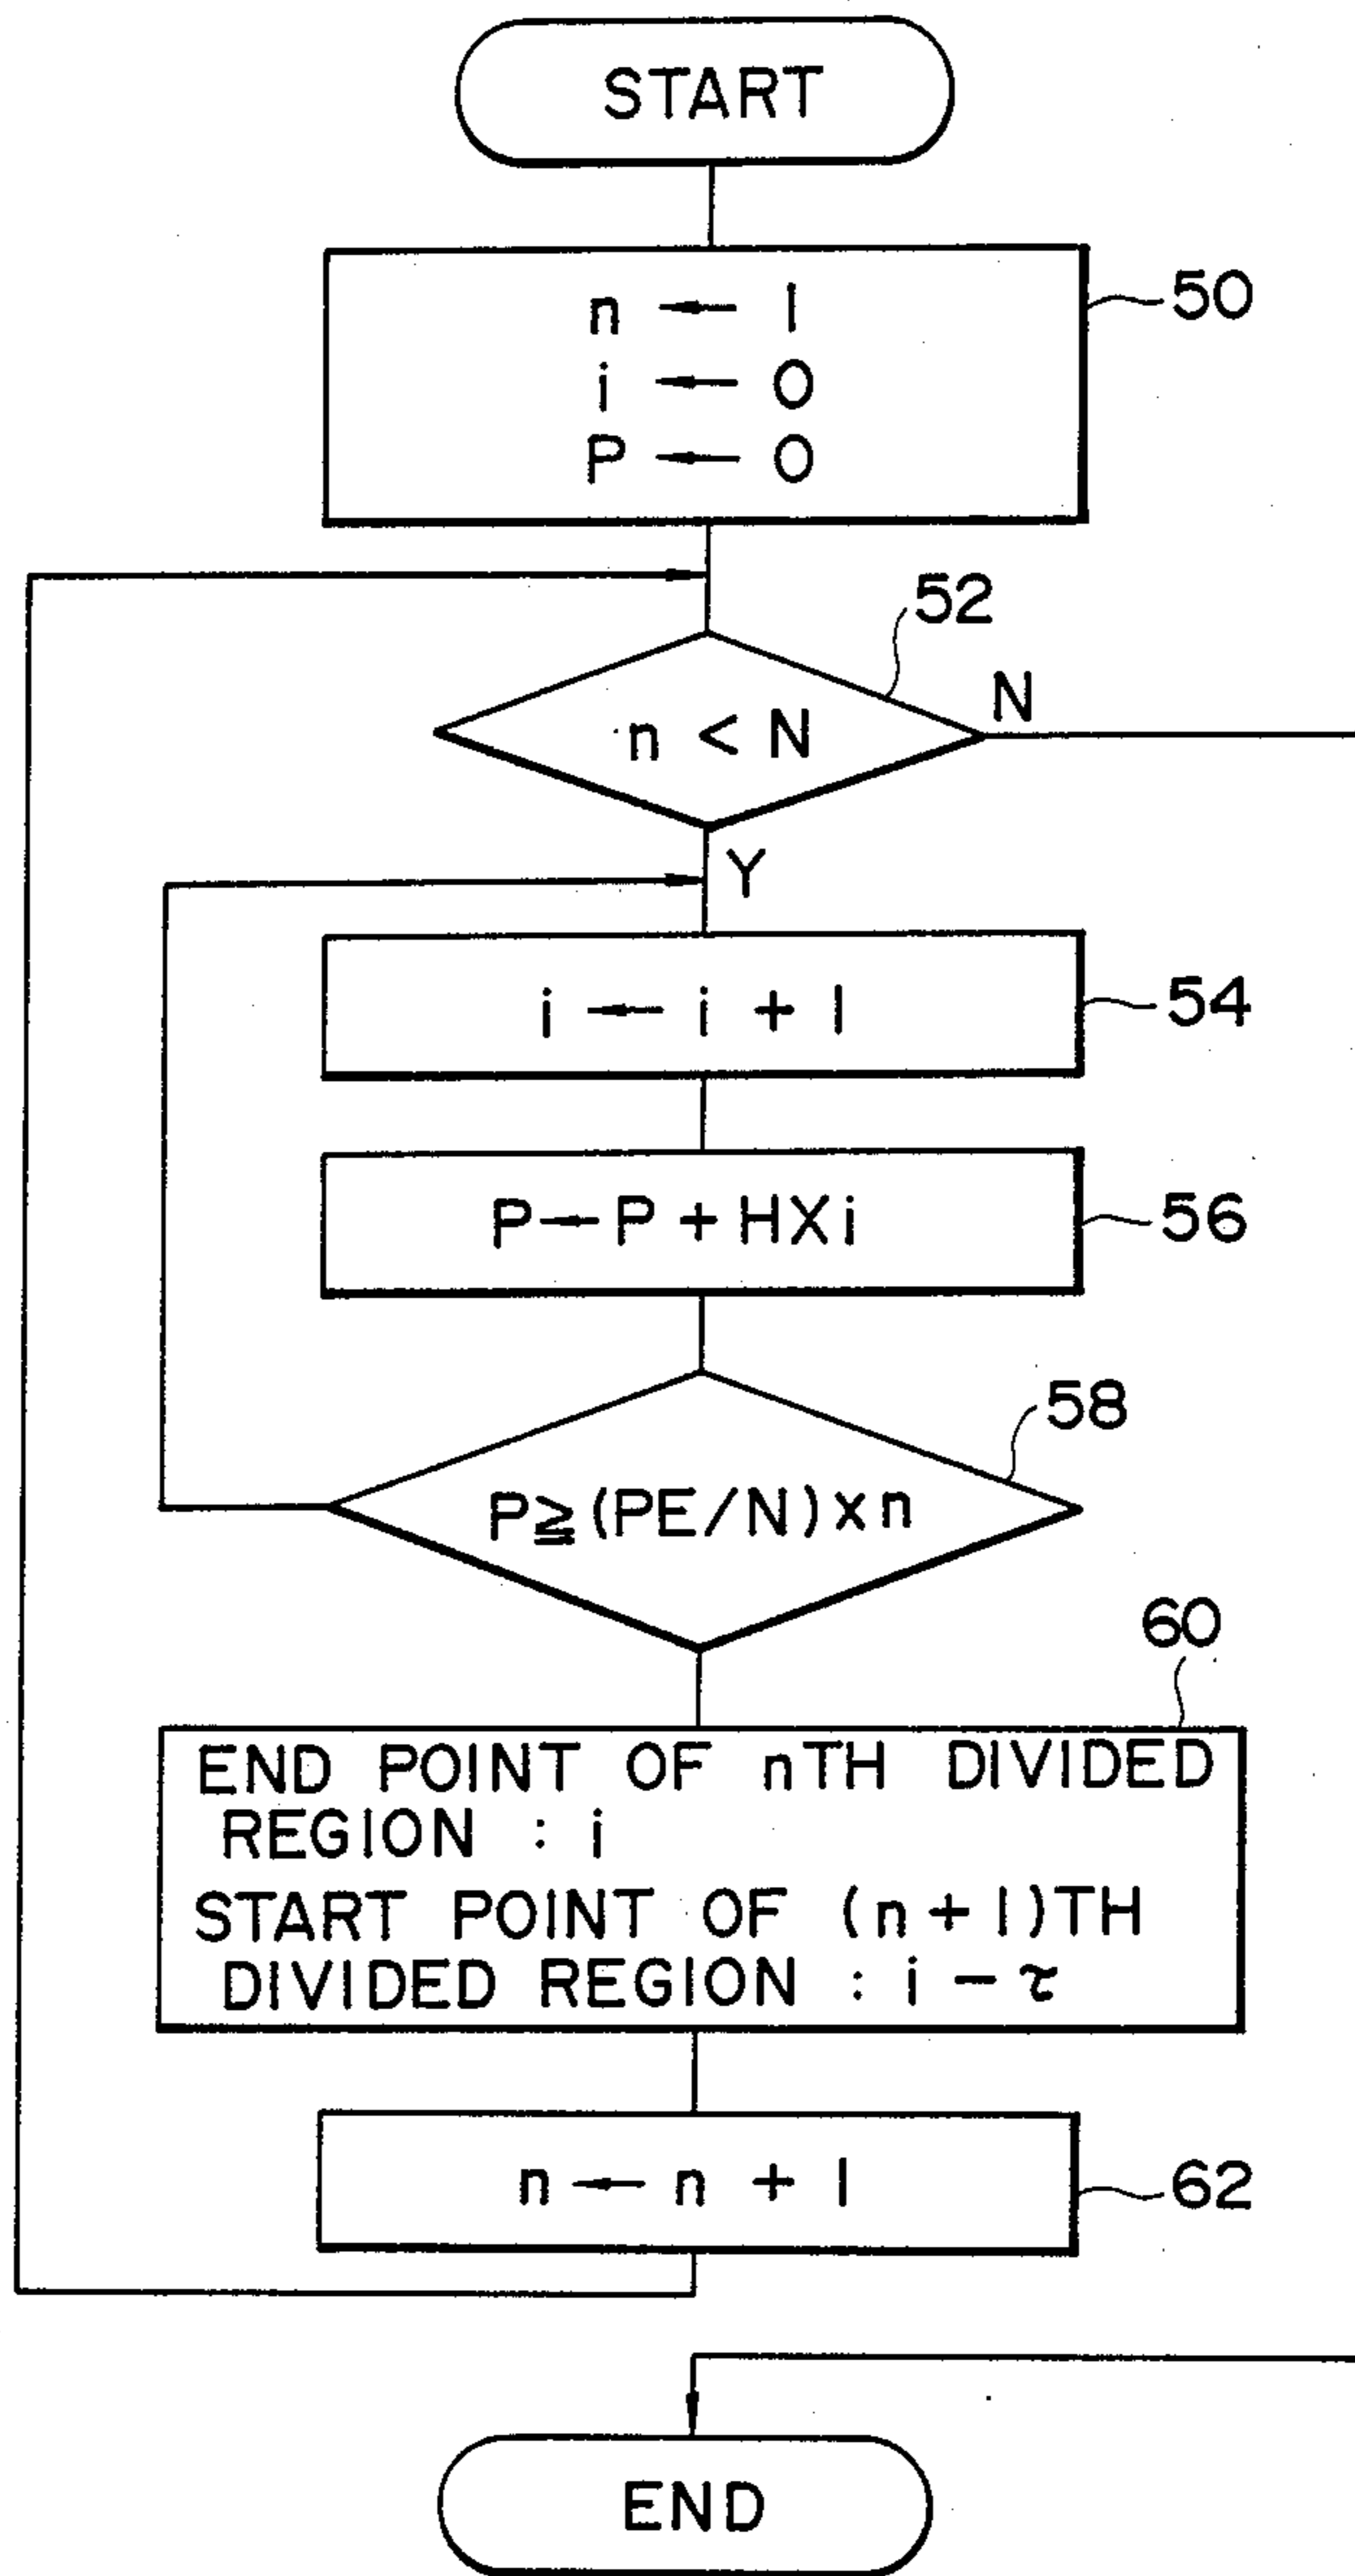 START
n ← 1
50
i ← 0
P ← 0
52
N
n < N
Y
i ← i + 1
54
P ← P + HXi
56
58
P ≧ (PE/N) x n
60
END POINT OF nTH DIVIDED
REGION : i
START POINT OF (n + 1)TH
DIVIDED REGION : i - τ
n ← n + 1
62
END